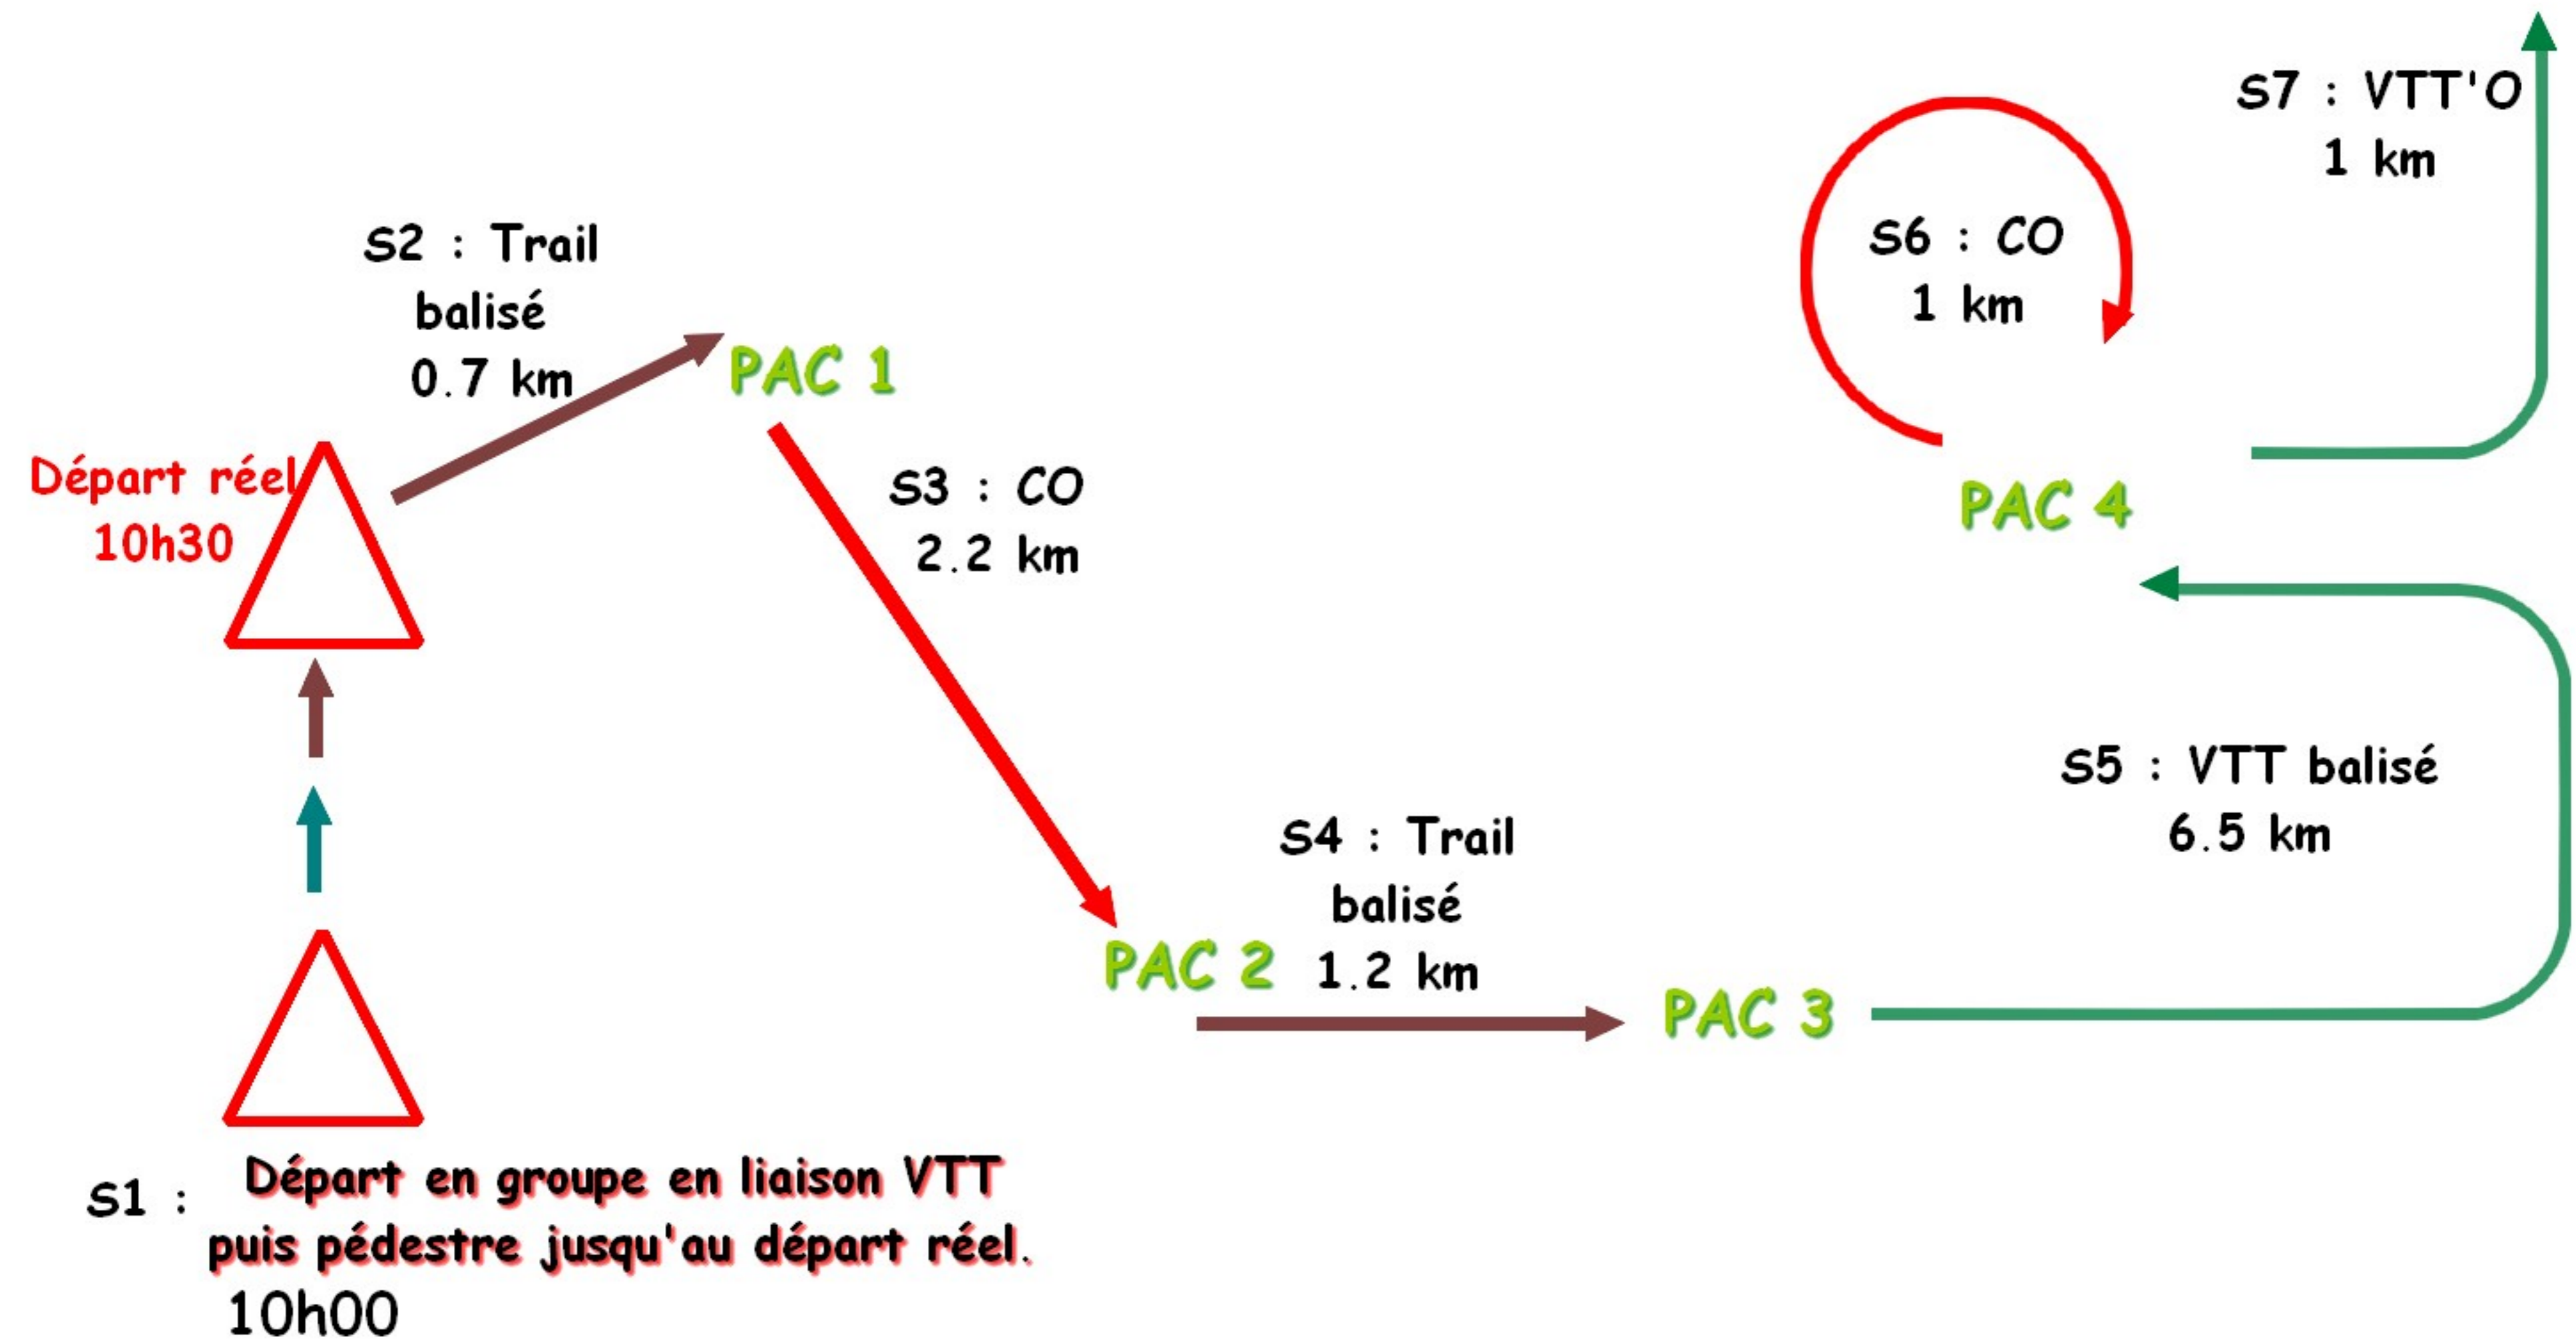 S7 : VTT'O
1 km
S6 : CO
1 km
S2 : Trail
balisé
0.7 km
PAC 1
Départ réel
10h30
S3 : CO
2.2 km
PAC 4
S5 : VTT balisé
6.5 km
S4 : Trail
balisé
1.2 km
PAC 2
PAC 3
S1 : Départ en groupe en liaison VTT
puis pédestre jusqu'au départ réel.
10h00